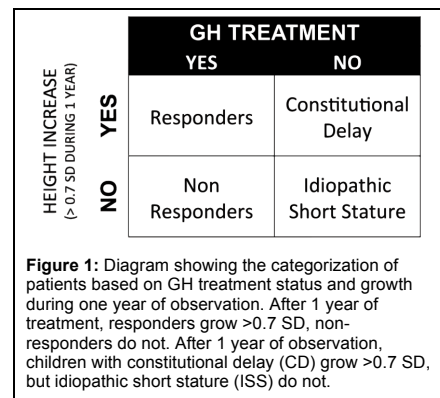 GH TREATMENT
YES NO
HEIGHT INCREASE
(> 0.7 SD DURING 1 YEAR)
YES
Responders
Constitutional
Delay
NO
Non
Responders
Idiopathic
Short Stature
Figure 1: Diagram showing the categorization of
patients based on GH treatment status and growth
during one year of observation. After 1 year of
treatment, responders grow >0.7 SD, non-
responders do not. After 1 year of observation,
children with constitutional delay (CD) grow >0.7 SD,
but idiopathic short stature (ISS) do not.